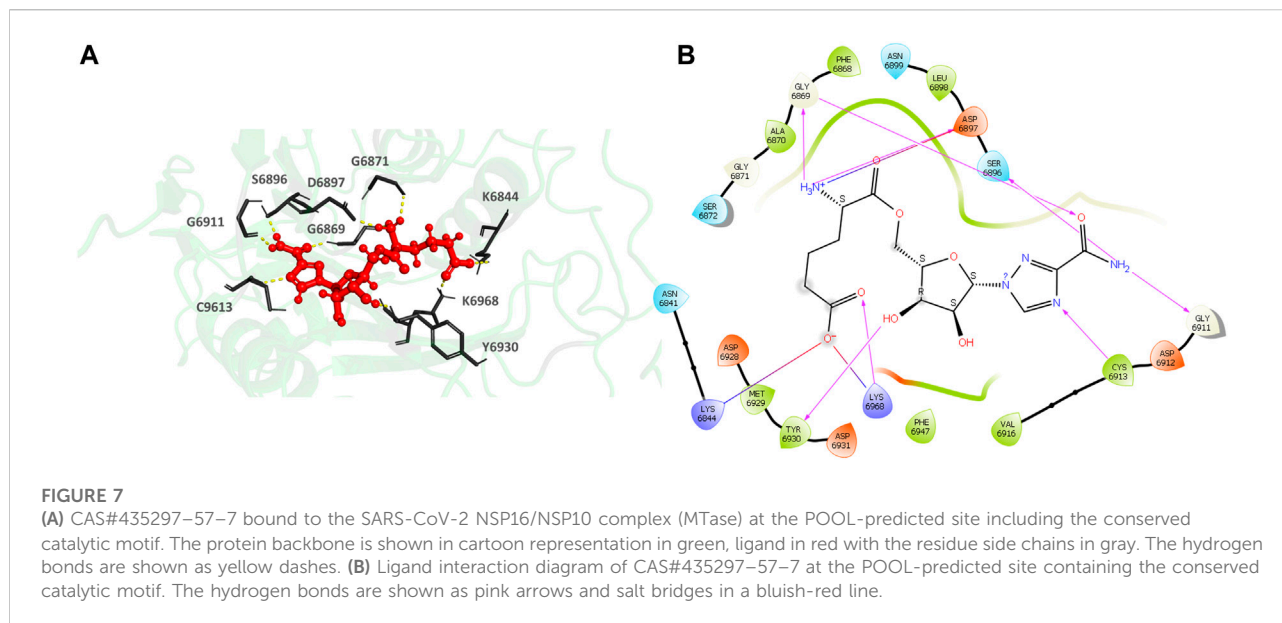 A
S6896
D6897
G6871
G6911
G6869
K6844
C9613
K6968
Y6930
B
PHE
6868
GLY
6869
ALA
6870
GLY
6871
SER
6872
ASN
6899
LEU
6898
ASP
6897
SER
6896
H₃N⁺
S
O
O
O
NH₂
O
S
S
R
S
N
N
N
?
HO
OH
O
O⁻
ASN
6841
LYS
6844
ASP
6928
MET
6929
TYR
6930
ASP
6931
LYS
6968
PHE
6947
VAL
6916
CYS
6913
ASP
6912
GLY
6911
FIGURE 7
(A) CAS#435297–57–7 bound to the SARS-CoV-2 NSP16/NSP10 complex (MTase) at the POOL-predicted site including the conserved
catalytic motif. The protein backbone is shown in cartoon representation in green, ligand in red with the residue side chains in gray. The hydrogen
bonds are shown as yellow dashes. (B) Ligand interaction diagram of CAS#435297–57–7 at the POOL-predicted site containing the conserved
catalytic motif. The hydrogen bonds are shown as pink arrows and salt bridges in a bluish-red line.